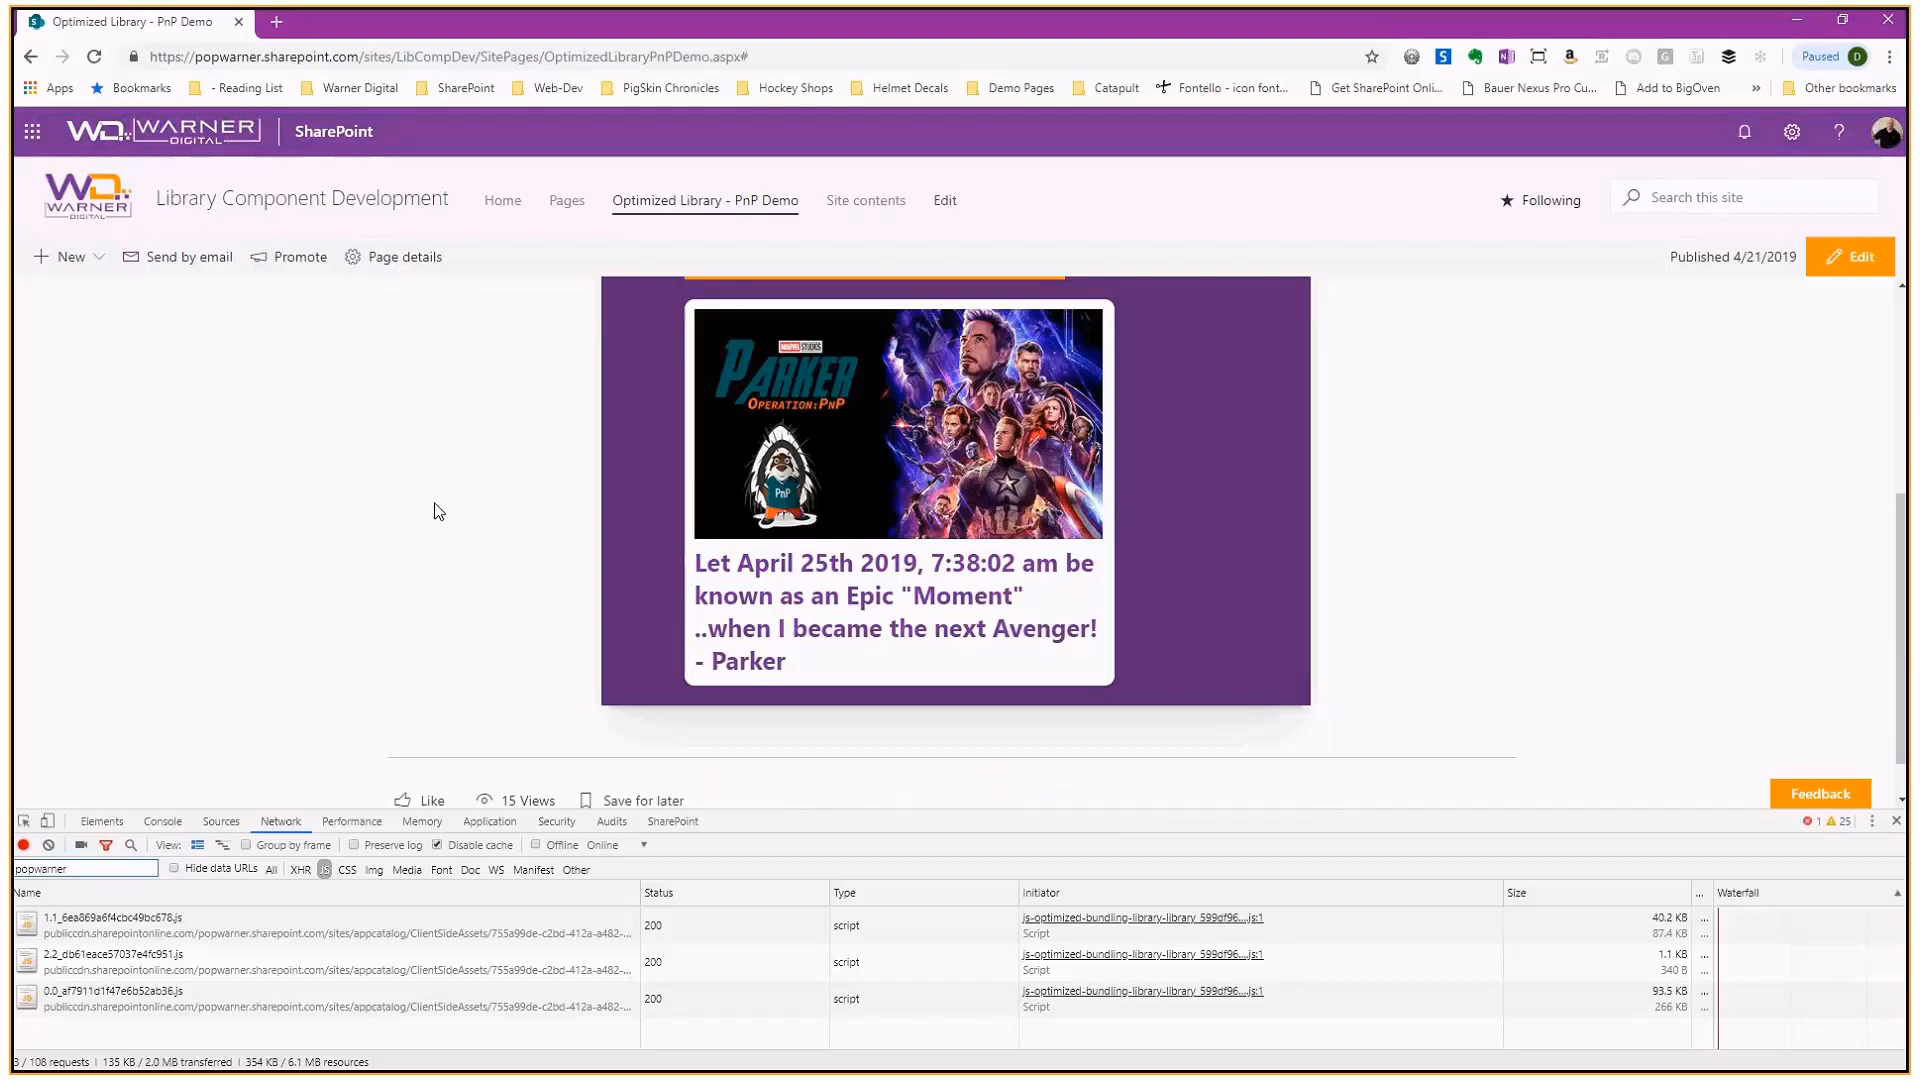 Optimized Library - PnP Demo
https://popwarner.sharepoint.com/sites/LibCompDev/SitePages/OptimizedLibraryPnPDemo.aspx#
Paused D
Apps Bookmarks - Reading List Warner Digital SharePoint Web-Dev PigSkin Chronicles Hockey Shops Helmet Decals Demo Pages Catapult Fontello - icon font... Get SharePoint Onli... Bauer Nexus Pro Cu... Add to BigOven » Other bookmarks
WD WARNER DIGITAL SharePoint
WD WARNER DIGITAL
Library Component Development Home Pages Optimized Library - PnP Demo Site contents Edit Following Search this site
New Send by email Promote Page details Published 4/21/2019 Edit
MARVEL STUDIOS
PARKER
OPERATION:PNP
PnP
Let April 25th 2019, 7:38:02 am be
known as an Epic "Moment"
..when I became the next Avenger!
- Parker
Like 15 Views Save for later Feedback
Elements Console Sources Network Performance Memory Application Security Audits SharePoint 1 25
View: Group by frame Preserve log Disable cache Offline Online
popwarner Hide data URLs All XHR JS CSS Img Media Font Doc WS Manifest Other
Name Status Type Initiator Size ... Waterfall
1.1_6ea869a6f4cbc49bc678.js
publiccdn.sharepointonline.com/popwarner.sharepoint.com/sites/appcatalog/ClientSideAssets/755a99de-c2bd-412a-a482-...
200 script js-optimized-bundling-library-library_599df96....js:1
Script
40.2 KB
87.4 KB
...
2.2_db61eace57037e4fc951.js
publiccdn.sharepointonline.com/popwarner.sharepoint.com/sites/appcatalog/ClientSideAssets/755a99de-c2bd-412a-a482-...
200 script js-optimized-bundling-library-library_599df96....js:1
Script
1.1 KB
340 B
...
0.0_af7911d1f47e6b52ab36.js
publiccdn.sharepointonline.com/popwarner.sharepoint.com/sites/appcatalog/ClientSideAssets/755a99de-c2bd-412a-a482-...
200 script js-optimized-bundling-library-library_599df96....js:1
Script
93.5 KB
266 KB
...
3 / 108 requests | 135 KB / 2.0 MB transferred | 354 KB / 6.1 MB resources